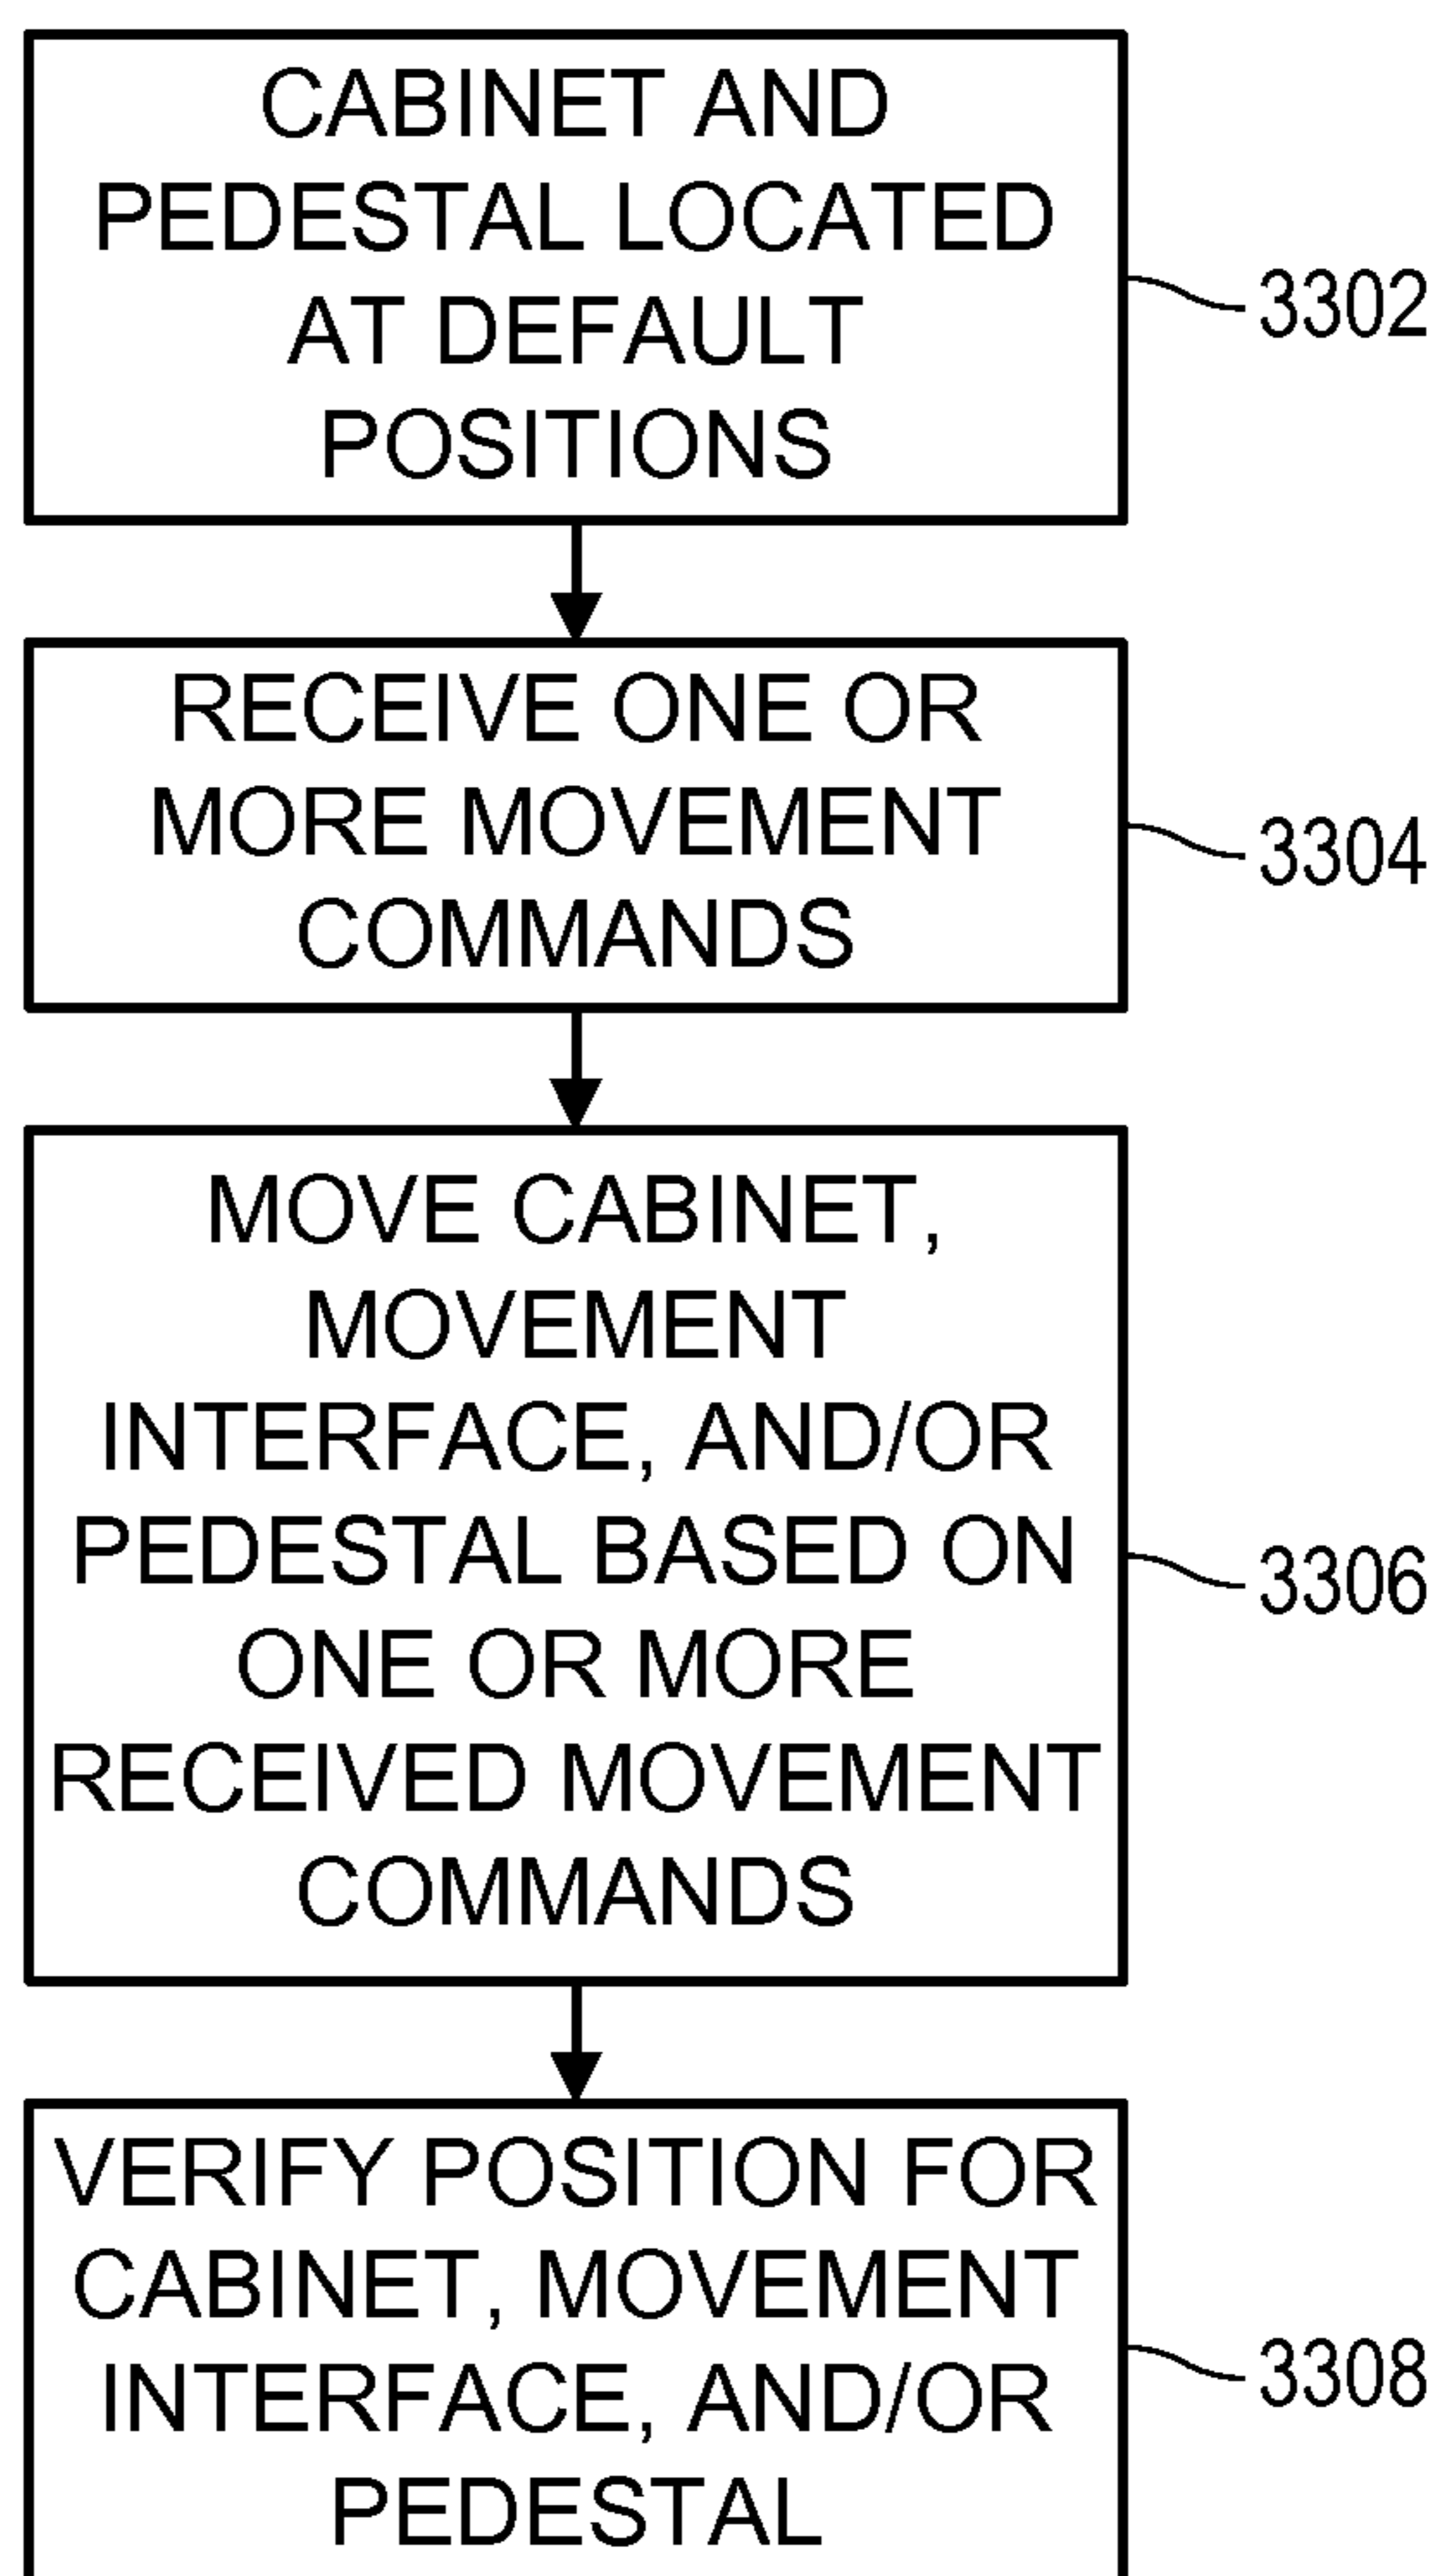 CABINET AND
PEDESTAL LOCATED
AT DEFAULT
POSITIONS
3302
RECEIVE ONE OR
MORE MOVEMENT
COMMANDS
3304
MOVE CABINET,
MOVEMENT
INTERFACE, AND/OR
PEDESTAL BASED ON
ONE OR MORE
RECEIVED MOVEMENT
COMMANDS
3306
VERIFY POSITION FOR
CABINET, MOVEMENT
INTERFACE, AND/OR
PEDESTAL
3308